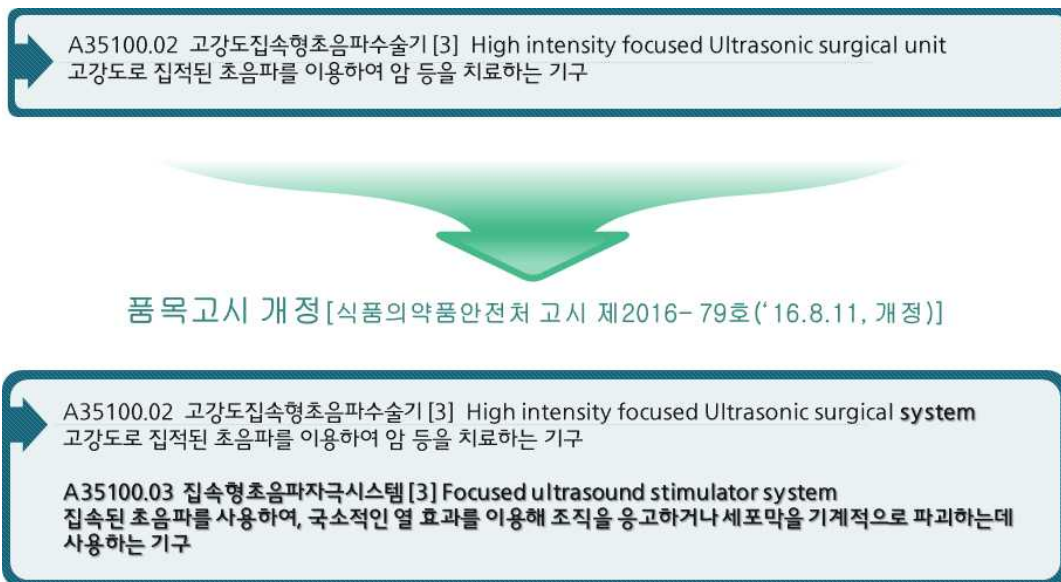 A35100.02 고강도집속형초음파수술기 [3] High intensity focused Ultrasonic surgical unit
고강도로 집적된 초음파를 이용하여 암 등을 치료하는 기구
품목고시 개정[식품의약품안전처 고시 제2016-79호(‘16.8.11, 개정)]
A35100.02 고강도집속형초음파수술기 [3] High intensity focused Ultrasonic surgical system
고강도로 집적된 초음파를 이용하여 암 등을 치료하는 기구
A35100.03 집속형초음파자극시스템 [3] Focused ultrasound stimulator system
집속된 초음파를 사용하여, 국소적인 열 효과를 이용해 조직을 응고하거나 세포막을 기계적으로 파괴하는데
사용하는 기구